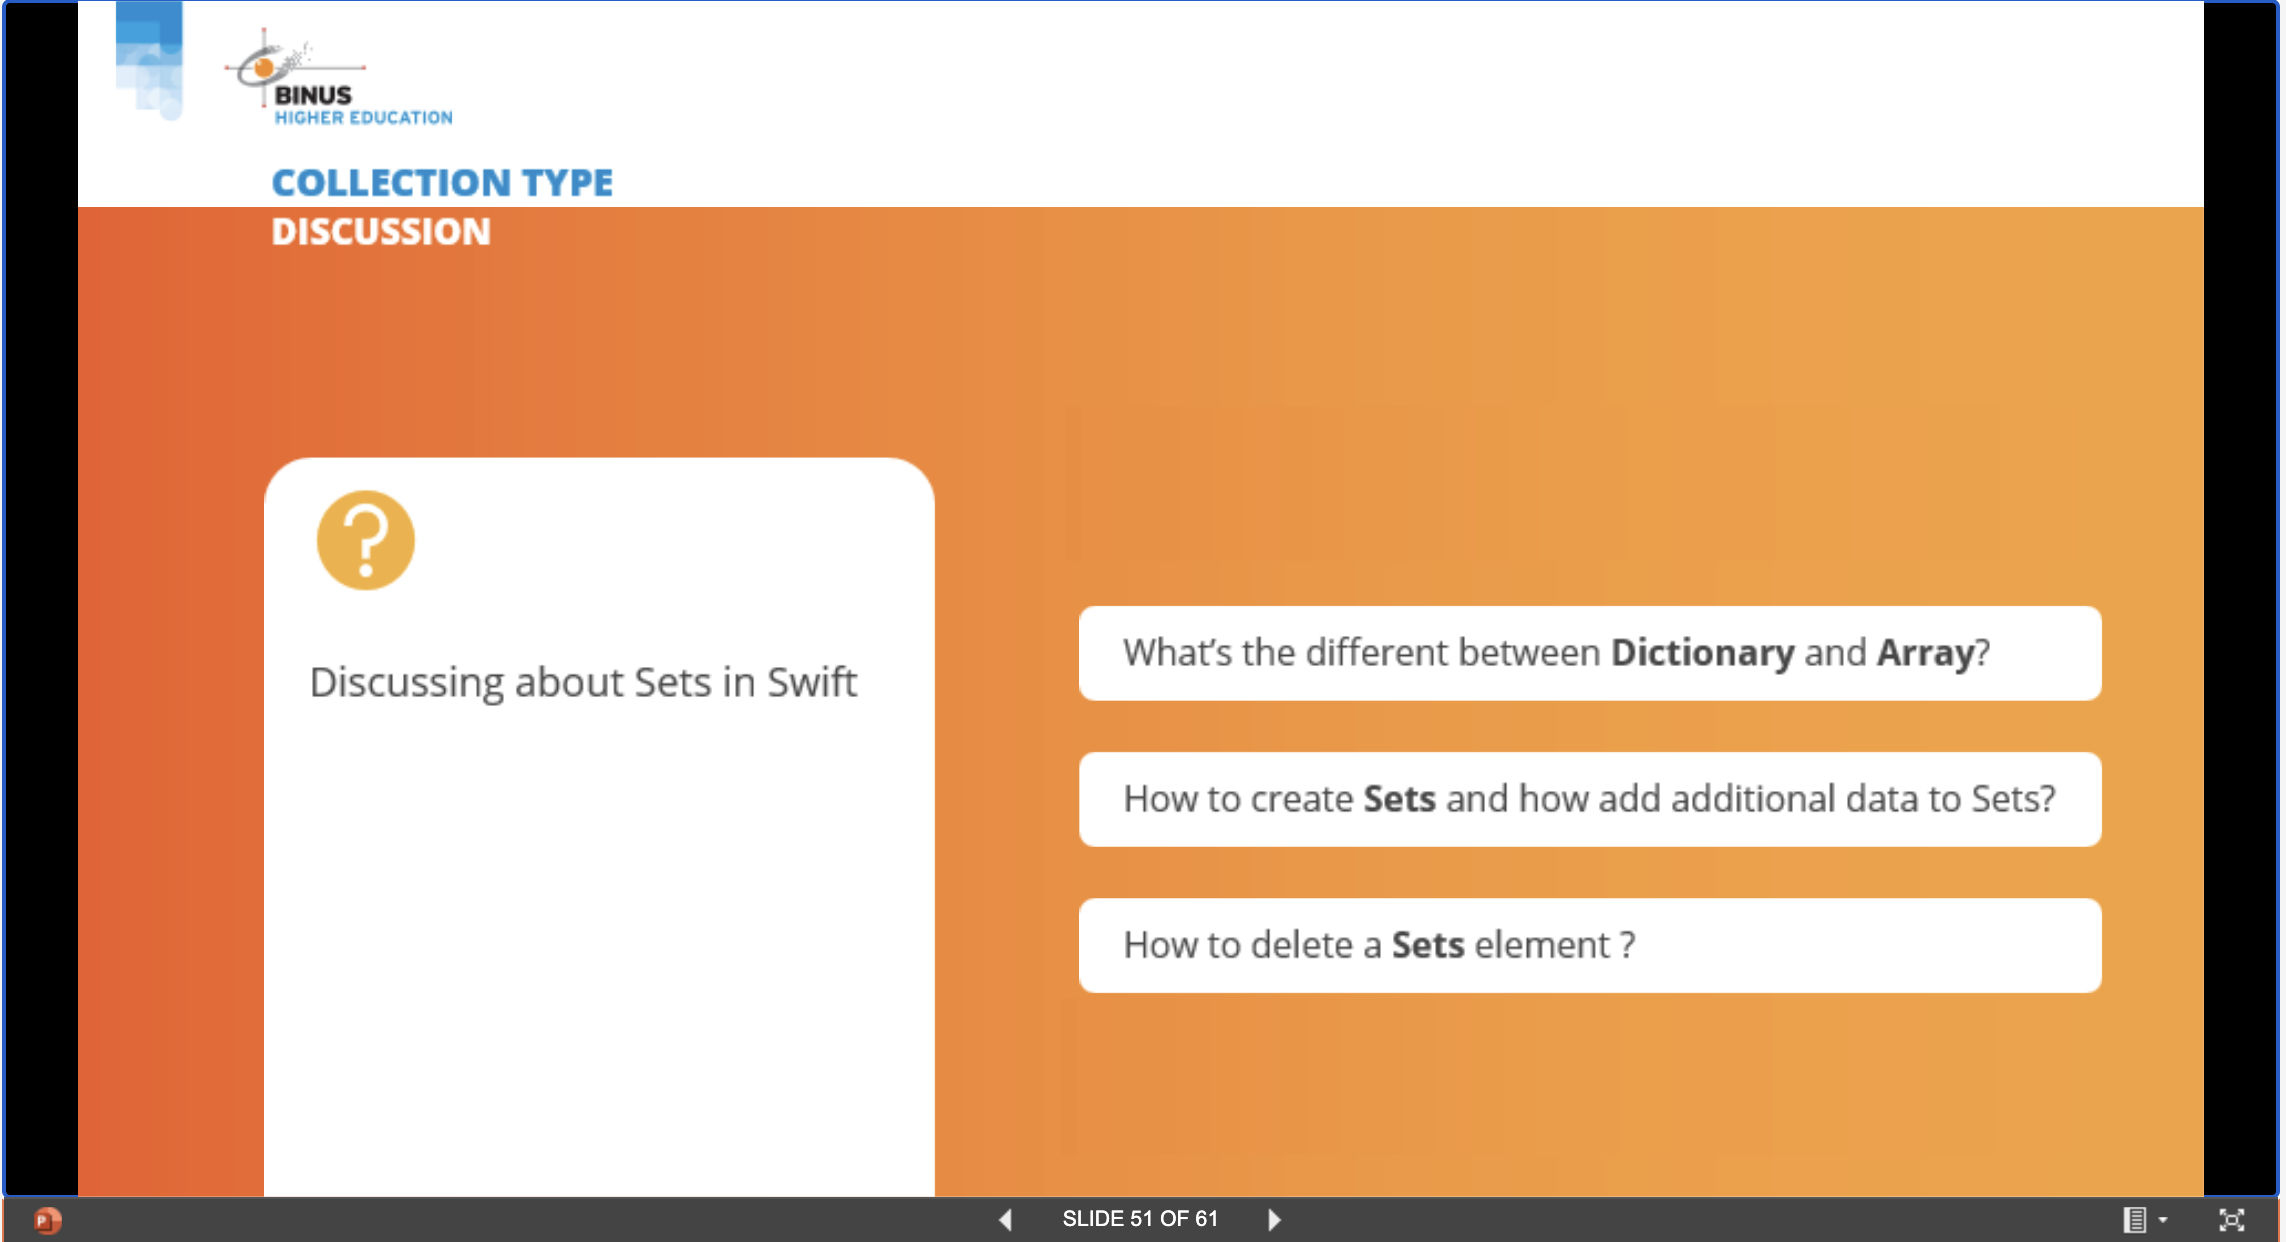 BINUS
HIGHER EDUCATION
COLLECTION TYPE
DISCUSSION
Discussing about Sets in Swift
What's the different between Dictionary and Array?
How to create Sets and how add additional data to Sets?
How to delete a Sets element ?
P
SLIDE 51 OF 61